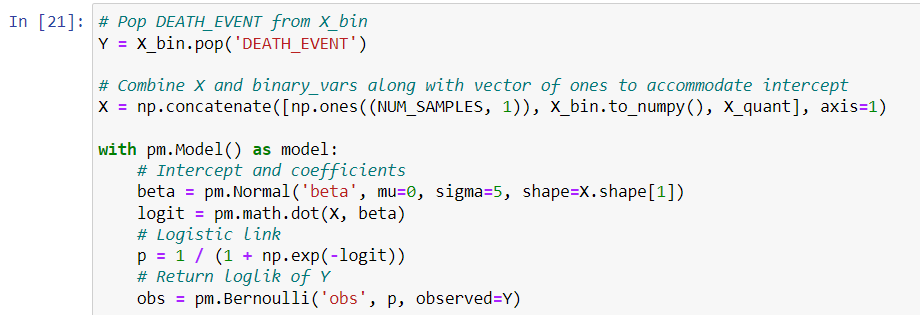 In [21]: # Pop DEATH_EVENT from X_bin
Y = X_bin.pop('DEATH_EVENT')
# Combine X and binary_vars along with vector of ones to accommodate intercept
X = np.concatenate([np.ones((NUM_SAMPLES, 1)), X_bin.to_numpy(), X_quant], axis=1)
with pm.Model() as model:
    # Intercept and coefficients
    beta = pm.Normal('beta', mu=0, sigma=5, shape=X.shape[1])
    logit = pm.math.dot(X, beta)
    # Logistic link
    p = 1 / (1 + np.exp(-logit))
    # Return loglik of Y
    obs = pm.Bernoulli('obs', p, observed=Y)